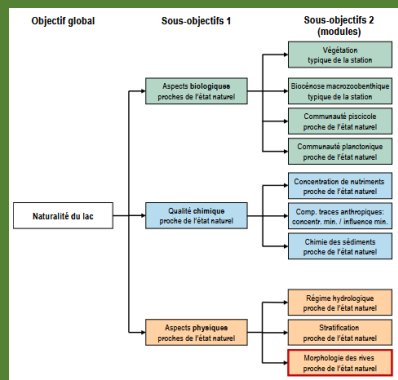 Objectif global
Sous-objectifs 1
Sous-objectifs 2
(modules)
Végétation
typique de la station
Biocénose macrozoobenthique
typique de la station
Aspects biologiques
proches de l'état naturel
Communauté piscicole
proche de l'état naturel
Communauté planctonique
proche de l'état naturel
Concentration de nutriments
proche de l'état naturel
Naturalité du lac
Qualité chimique
proche de l'état naturel
Comp. traces anthropiques:
concentr. min. / influence min.
Chimie des sédiments
proche de l'état naturel
Régime hydrologique
proche de l'état naturel
Aspects physiques
proches de l'état naturel
Stratification
proche de l'état naturel
Morphologie des rives
proche de l'état naturel